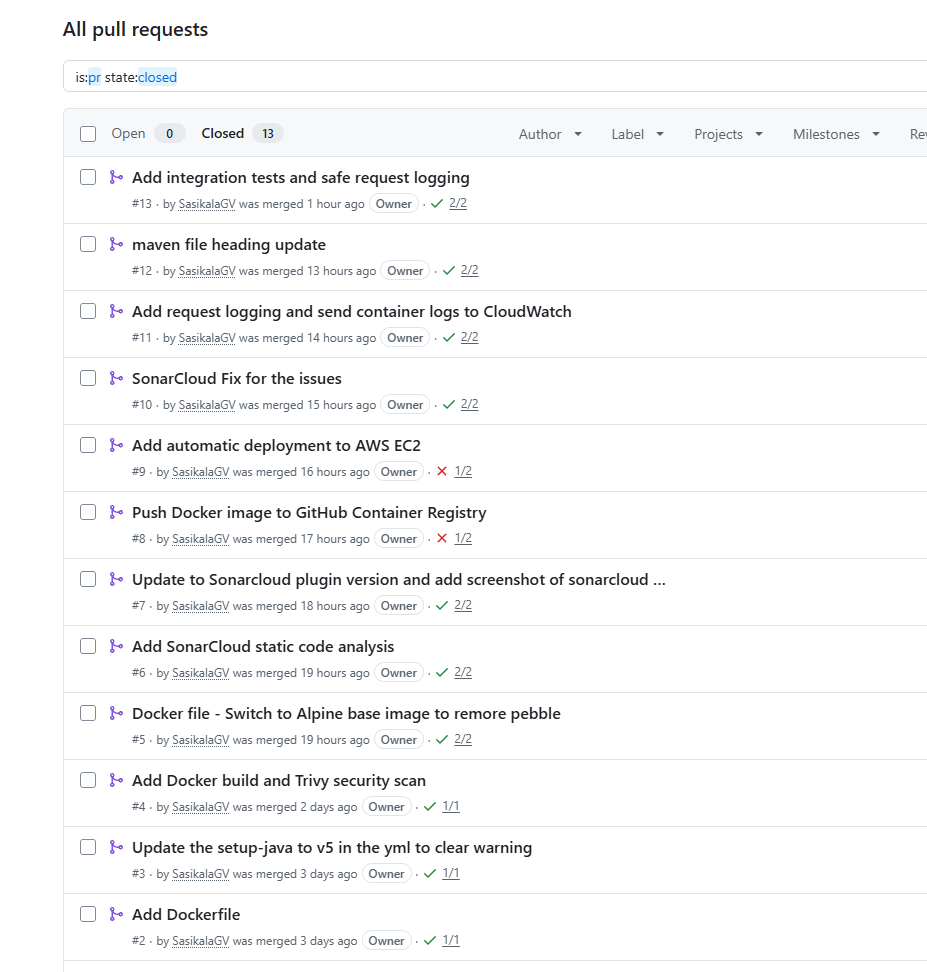 All pull requests
is:pr state:closed
Open 0 Closed 13 Author Label Projects Milestones Rev
Add integration tests and safe request logging
#13 · by SasikalaGV was merged 1 hour ago Owner · 2/2
maven file heading update
#12 · by SasikalaGV was merged 13 hours ago Owner · 2/2
Add request logging and send container logs to CloudWatch
#11 · by SasikalaGV was merged 14 hours ago Owner · 2/2
SonarCloud Fix for the issues
#10 · by SasikalaGV was merged 15 hours ago Owner · 2/2
Add automatic deployment to AWS EC2
#9 · by SasikalaGV was merged 16 hours ago Owner · 1/2
Push Docker image to GitHub Container Registry
#8 · by SasikalaGV was merged 17 hours ago Owner · 1/2
Update to Sonarcloud plugin version and add screenshot of sonarcloud ...
#7 · by SasikalaGV was merged 18 hours ago Owner · 2/2
Add SonarCloud static code analysis
#6 · by SasikalaGV was merged 19 hours ago Owner · 2/2
Docker file - Switch to Alpine base image to remore pebble
#5 · by SasikalaGV was merged 19 hours ago Owner · 2/2
Add Docker build and Trivy security scan
#4 · by SasikalaGV was merged 2 days ago Owner · 1/1
Update the setup-java to v5 in the yml to clear warning
#3 · by SasikalaGV was merged 3 days ago Owner · 1/1
Add Dockerfile
#2 · by SasikalaGV was merged 3 days ago Owner · 1/1